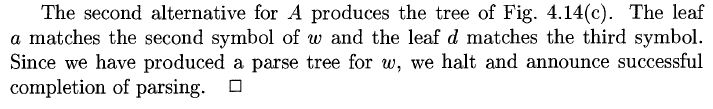 The second alternative for A produces the tree of Fig. 4.14(c). The leaf
a matches the second symbol of w and the leaf d matches the third symbol.
Since we have produced a parse tree for w, we halt and announce successful
completion of parsing. □